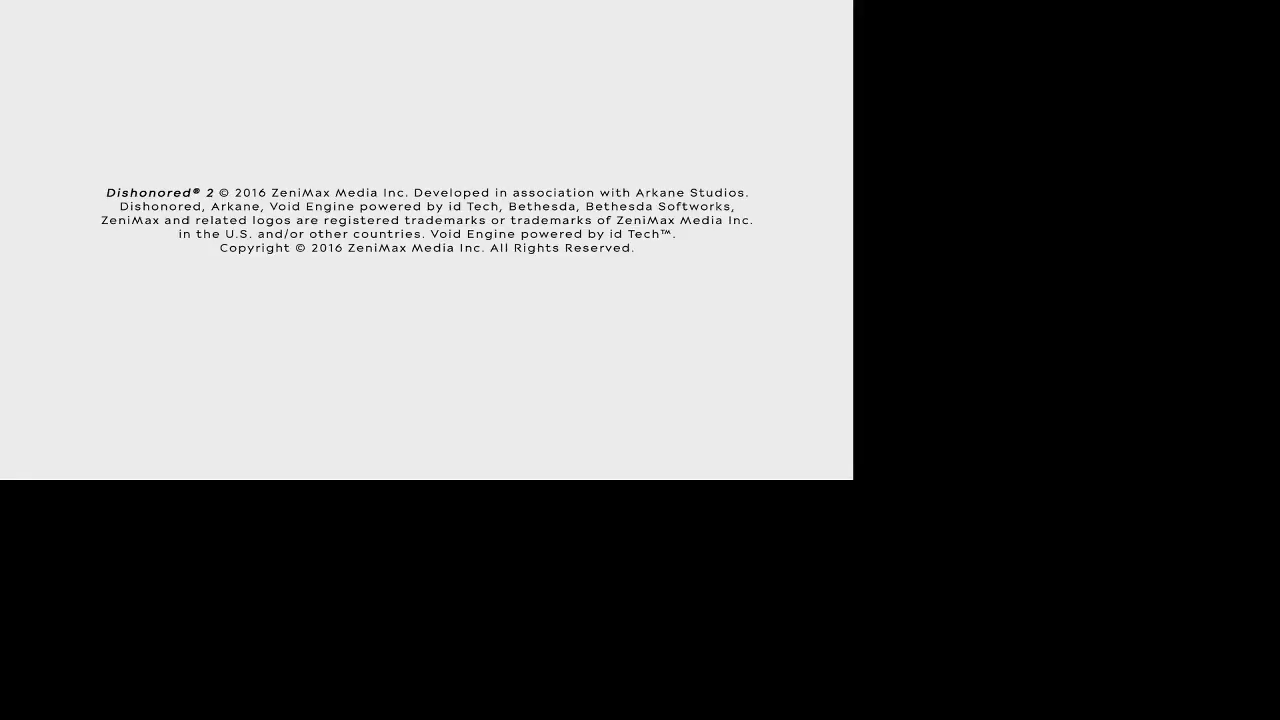 Dishonored® 2 © 2016 ZeniMax Media Inc. Developed in association with Arkane Studios.
Dishonored, Arkane, Void Engine powered by id Tech, Bethesda, Bethesda Softworks,
ZeniMax and related logos are registered trademarks or trademarks of ZeniMax Media Inc.
in the U.S. and/or other countries. Void Engine powered by id Tech™.
Copyright © 2016 ZeniMax Media Inc. All Rights Reserved.